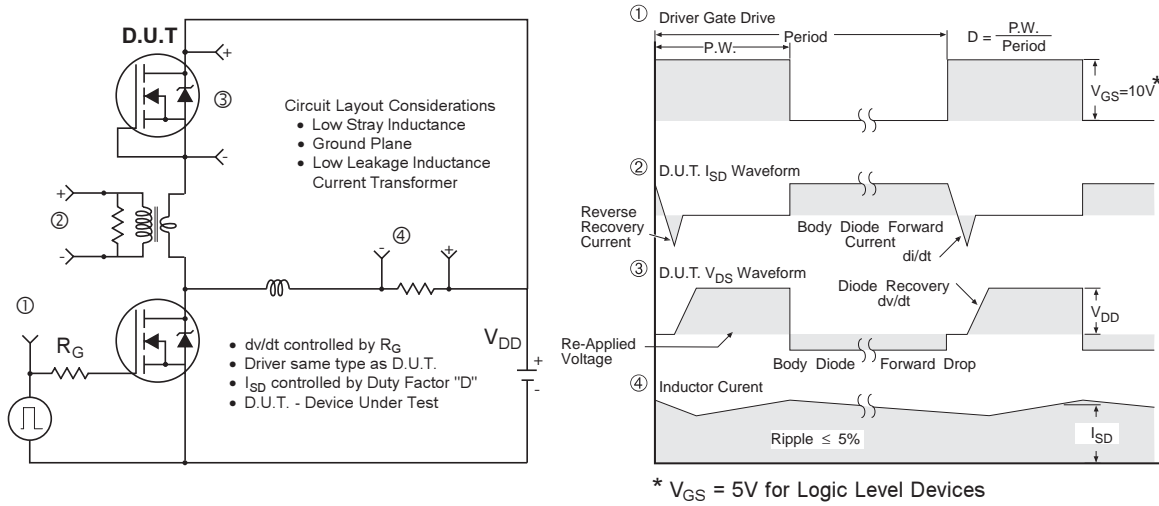 D.U.T
+
③
-
Circuit Layout Considerations
• Low Stray Inductance
• Ground Plane
• Low Leakage Inductance
Current Transformer
+
②
-
④
-
+
①
R_G
• dv/dt controlled by R_G
• Driver same type as D.U.T.
• I_SD controlled by Duty Factor "D"
• D.U.T. - Device Under Test
V_DD
+
-
① Driver Gate Drive
P.W.
Period
D = P.W.
Period
V_GS=10V*
② D.U.T. I_SD Waveform
Reverse
Recovery
Current
Body Diode Forward
Current
di/dt
③ D.U.T. V_DS Waveform
Diode Recovery
dv/dt
V_DD
Re-Applied
Voltage
Body Diode Forward Drop
④ Inductor Curent
Ripple ≤ 5%
I_SD
* V_GS = 5V for Logic Level Devices